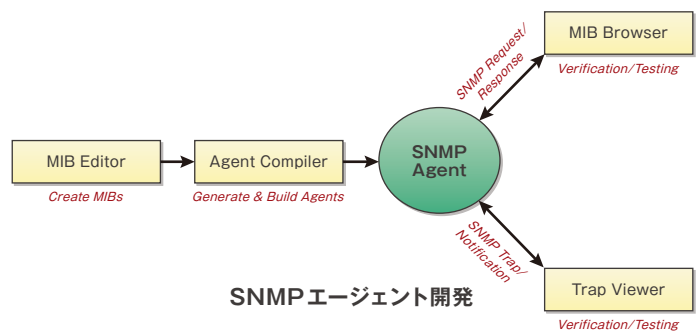 MIB Browser
Verification/Testing
SNMP Request/
Response
MIB Editor
Create MIBs
Agent Compiler
Generate & Build Agents
SNMP
Agent
SNMP Trap/
Notification
Trap Viewer
Verification/Testing
SNMPエージェント開発